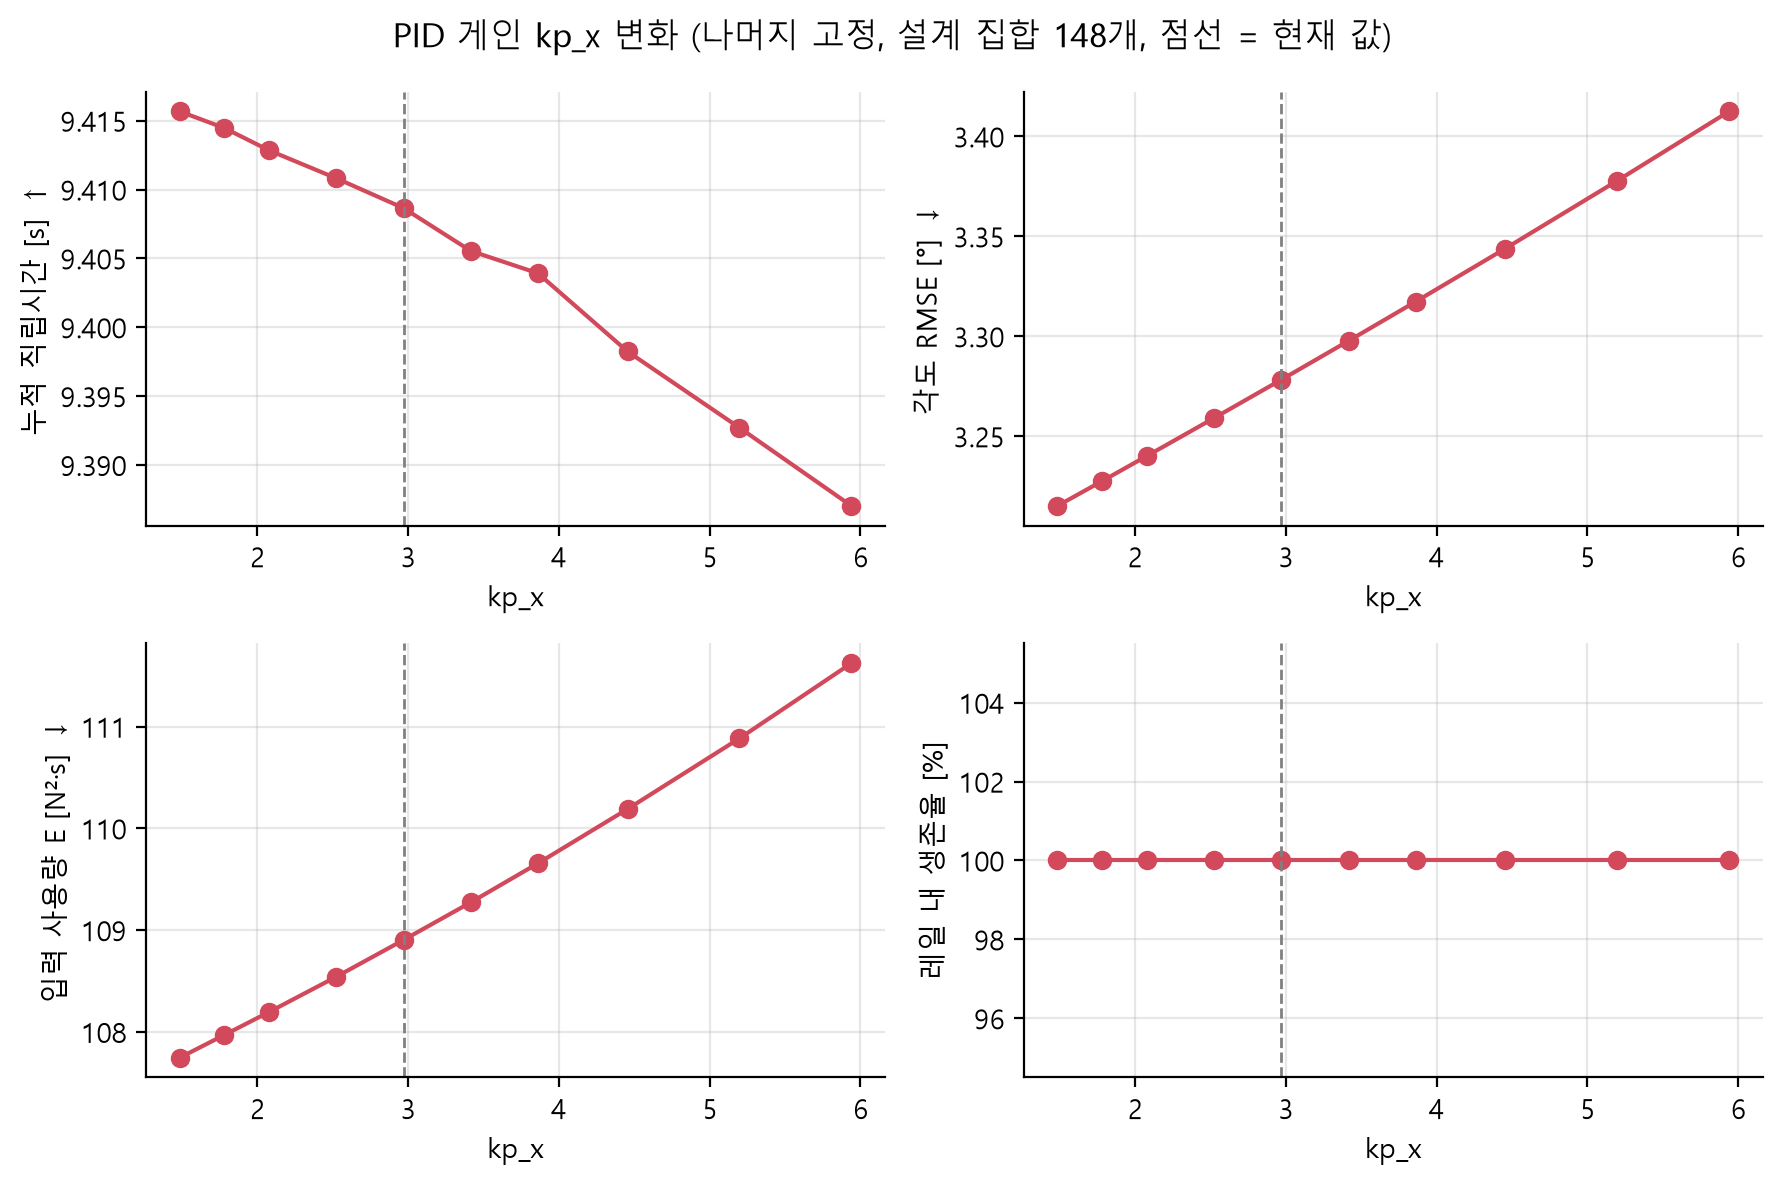 PID 게인 kp_x 변화 (나머지 고정, 설계 집합 148개, 점선 = 현재 값)
누적 직립시간 [s] ↑
9.415
9.410
9.405
9.400
9.395
9.390
2 3 4 5 6
kp_x
각도 RMSE [°] ↓
3.40
3.35
3.30
3.25
2 3 4 5 6
kp_x
입력 사용량 E [N²·s] ↓
111
110
109
108
2 3 4 5 6
kp_x
레일 내 생존율 [%]
104
102
100
98
96
2 3 4 5 6
kp_x